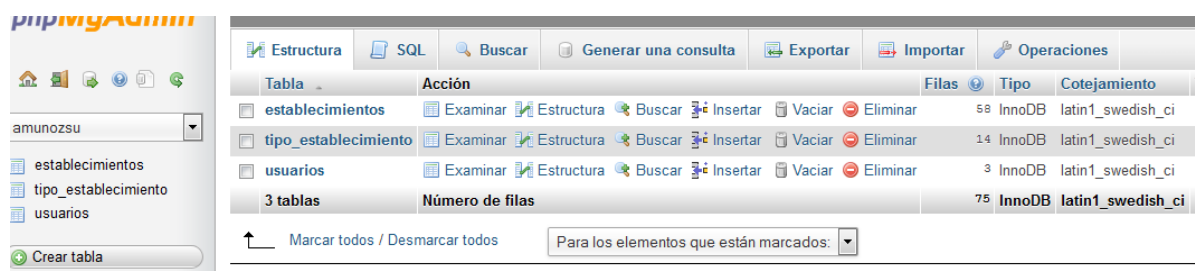 phpMyAdmin
amunozsu
establecimientos
tipo_establecimiento
usuarios
Crear tabla
Estructura SQL Buscar Generar una consulta Exportar Importar Operaciones
Tabla Acción Filas Tipo Cotejamiento
establecimientos Examinar Estructura Buscar Insertar Vaciar Eliminar 58 InnoDB latin1_swedish_ci
tipo_establecimiento Examinar Estructura Buscar Insertar Vaciar Eliminar 14 InnoDB latin1_swedish_ci
usuarios Examinar Estructura Buscar Insertar Vaciar Eliminar 3 InnoDB latin1_swedish_ci
3 tablas Número de filas 75 InnoDB latin1_swedish_ci
Marcar todos / Desmarcar todos Para los elementos que están marcados: